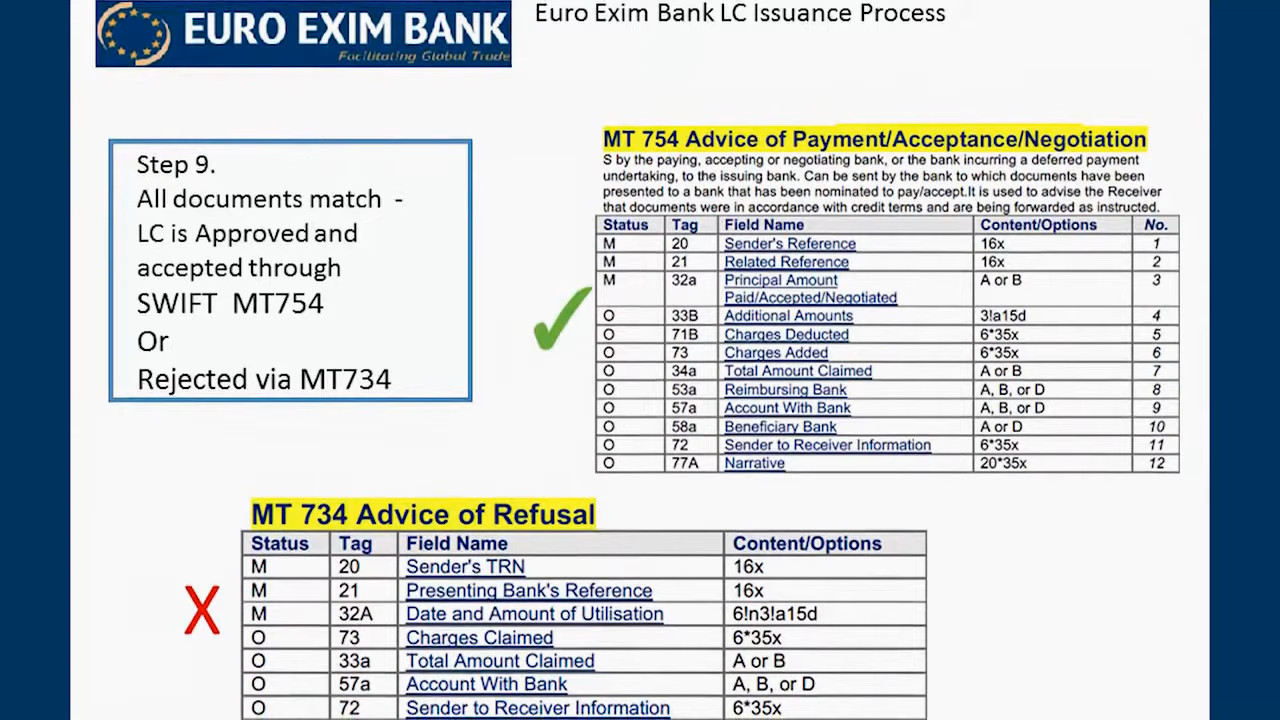 EURO EXIM BANK
Facilitating Global Trade
Euro Exim Bank LC Issuance Process
Step 9.
All documents match -
LC is Approved and
accepted through
SWIFT MT754
Or
Rejected via MT734
MT 754 Advice of Payment/Acceptance/Negotiation
S by the paying, accepting or negotiating bank, or the bank incurring a deferred payment
undertaking, to the issuing bank. Can be sent by the bank to which documents have been
presented to a bank that has been nominated to pay/accept.It is used to advise the Receiver
that documents were in accordance with credit terms and are being forwarded as instructed.
Status Tag Field Name Content/Options No.
M 20 Sender's Reference 16x 1
M 21 Related Reference 16x 2
M 32a Principal Amount A or B 3
Paid/Accepted/Negotiated
O 33B Additional Amounts 3!a15d 4
O 71B Charges Deducted 6*35x 5
O 73 Charges Added 6*35x 6
O 34a Total Amount Claimed A or B 7
O 53a Reimbursing Bank A, B, or D 8
O 57a Account With Bank A, B, or D 9
O 58a Beneficiary Bank A or D 10
O 72 Sender to Receiver Information 6*35x 11
O 77A Narrative 20*35x 12
MT 734 Advice of Refusal
Status Tag Field Name Content/Options
M 20 Sender's TRN 16x
M 21 Presenting Bank's Reference 16x
X
M 32A Date and Amount of Utilisation 6!n3!a15d
O 73 Charges Claimed 6*35x
O 33a Total Amount Claimed A or B
O 57a Account With Bank A, B, or D
O 72 Sender to Receiver Information 6*35x